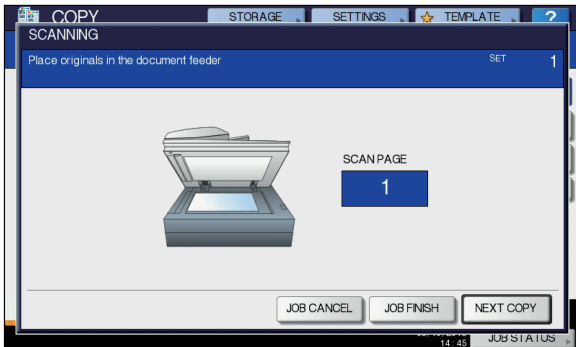 COPY STORAGE SETTINGS TEMPLATE ?
SCANNING
Place originals in the document feeder SET 1
SCAN PAGE
1
JOB CANCEL JOB FINISH NEXT COPY
14:45 JOB STATUS